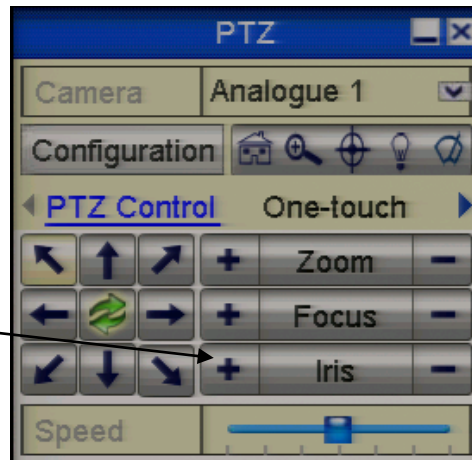 PTZ
Camera Analogue 1
Configuration
PTZ Control One-touch
+ Zoom −
+ Focus −
+ Iris −
Speed